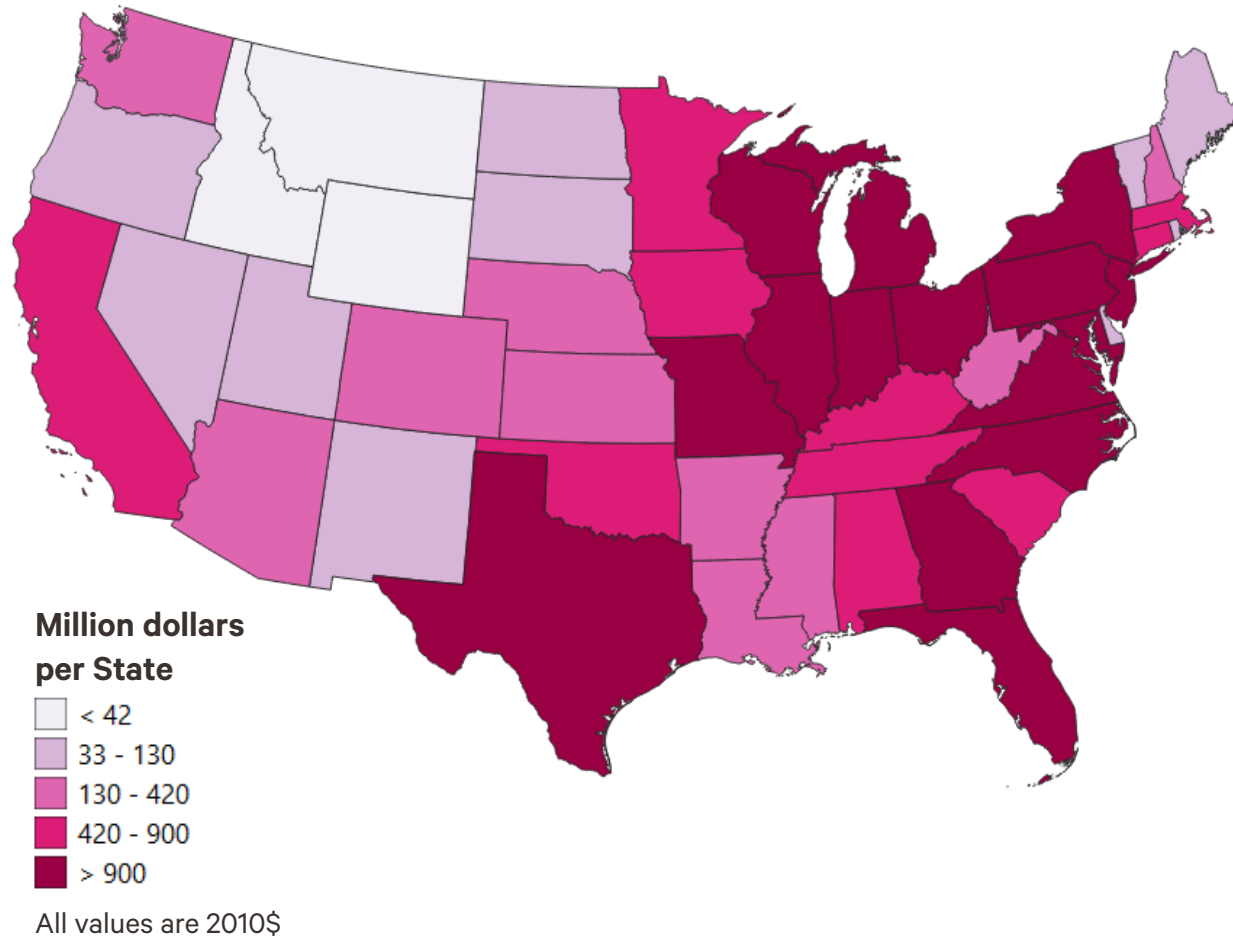 Million dollars
per State
< 42
33 - 130
130 - 420
420 - 900
> 900
All values are 2010$